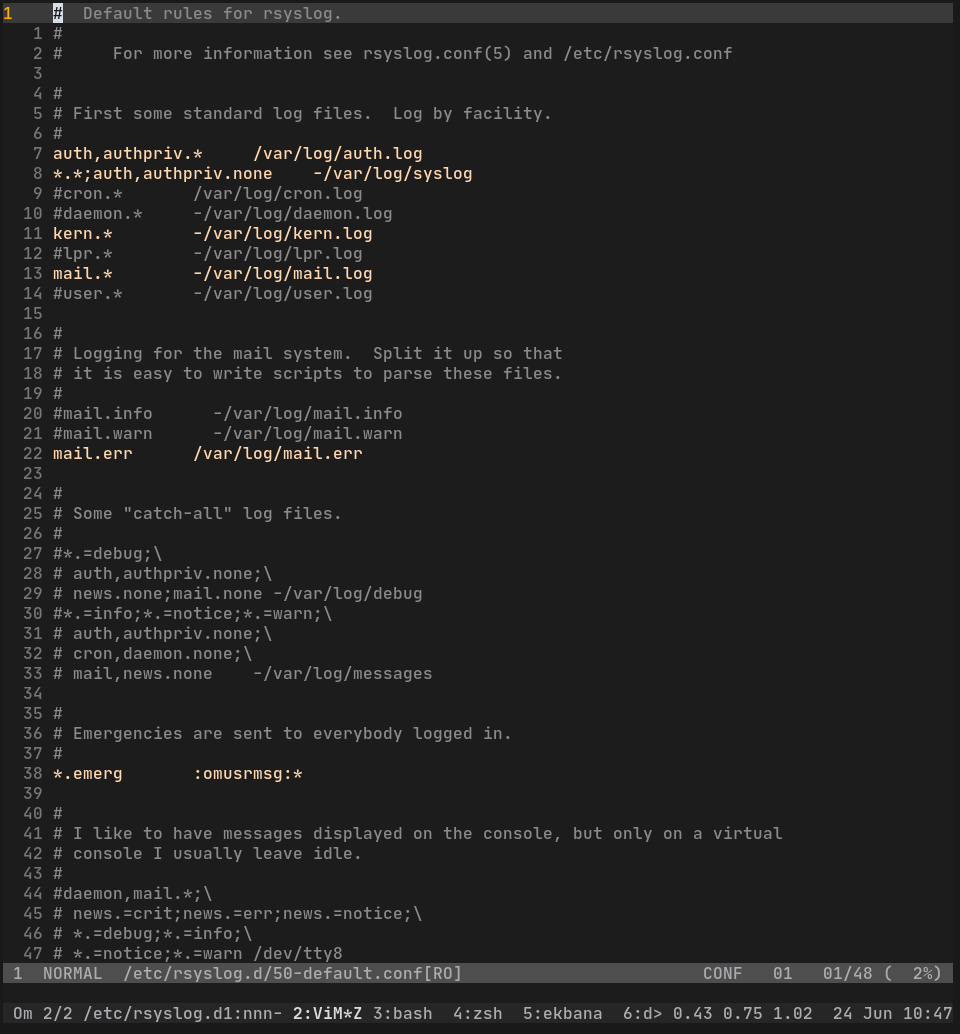 1    #  Default rules for rsyslog.
   1 #
   2 #     For more information see rsyslog.conf(5) and /etc/rsyslog.conf
   3
   4 #
   5 # First some standard log files.  Log by facility.
   6 #
   7 auth,authpriv.*     /var/log/auth.log
   8 *.*;auth,authpriv.none    -/var/log/syslog
   9 #cron.*       /var/log/cron.log
  10 #daemon.*     -/var/log/daemon.log
  11 kern.*        -/var/log/kern.log
  12 #lpr.*        -/var/log/lpr.log
  13 mail.*        -/var/log/mail.log
  14 #user.*       -/var/log/user.log
  15
  16 #
  17 # Logging for the mail system.  Split it up so that
  18 # it is easy to write scripts to parse these files.
  19 #
  20 #mail.info      -/var/log/mail.info
  21 #mail.warn      -/var/log/mail.warn
  22 mail.err      /var/log/mail.err
  23
  24 #
  25 # Some "catch-all" log files.
  26 #
  27 #*.=debug;\
  28 # auth,authpriv.none;\
  29 # news.none;mail.none -/var/log/debug
  30 #*.=info;*.=notice;*.=warn;\
  31 # auth,authpriv.none;\
  32 # cron,daemon.none;\
  33 # mail,news.none    -/var/log/messages
  34
  35 #
  36 # Emergencies are sent to everybody logged in.
  37 #
  38 *.emerg       :omusrmsg:*
  39
  40 #
  41 # I like to have messages displayed on the console, but only on a virtual
  42 # console I usually leave idle.
  43 #
  44 #daemon,mail.*;\
  45 # news.=crit;news.=err;news.=notice;\
  46 # *.=debug;*.=info;\
  47 # *.=notice;*.=warn /dev/tty8
 1  NORMAL  /etc/rsyslog.d/50-default.conf[RO]                        CONF   01   01/48 (  2%)
 Om 2/2 /etc/rsyslog.d1:nnn- 2:ViM*Z 3:bash  4:zsh  5:ekbana  6:d> 0.43 0.75 1.02  24 Jun 10:47